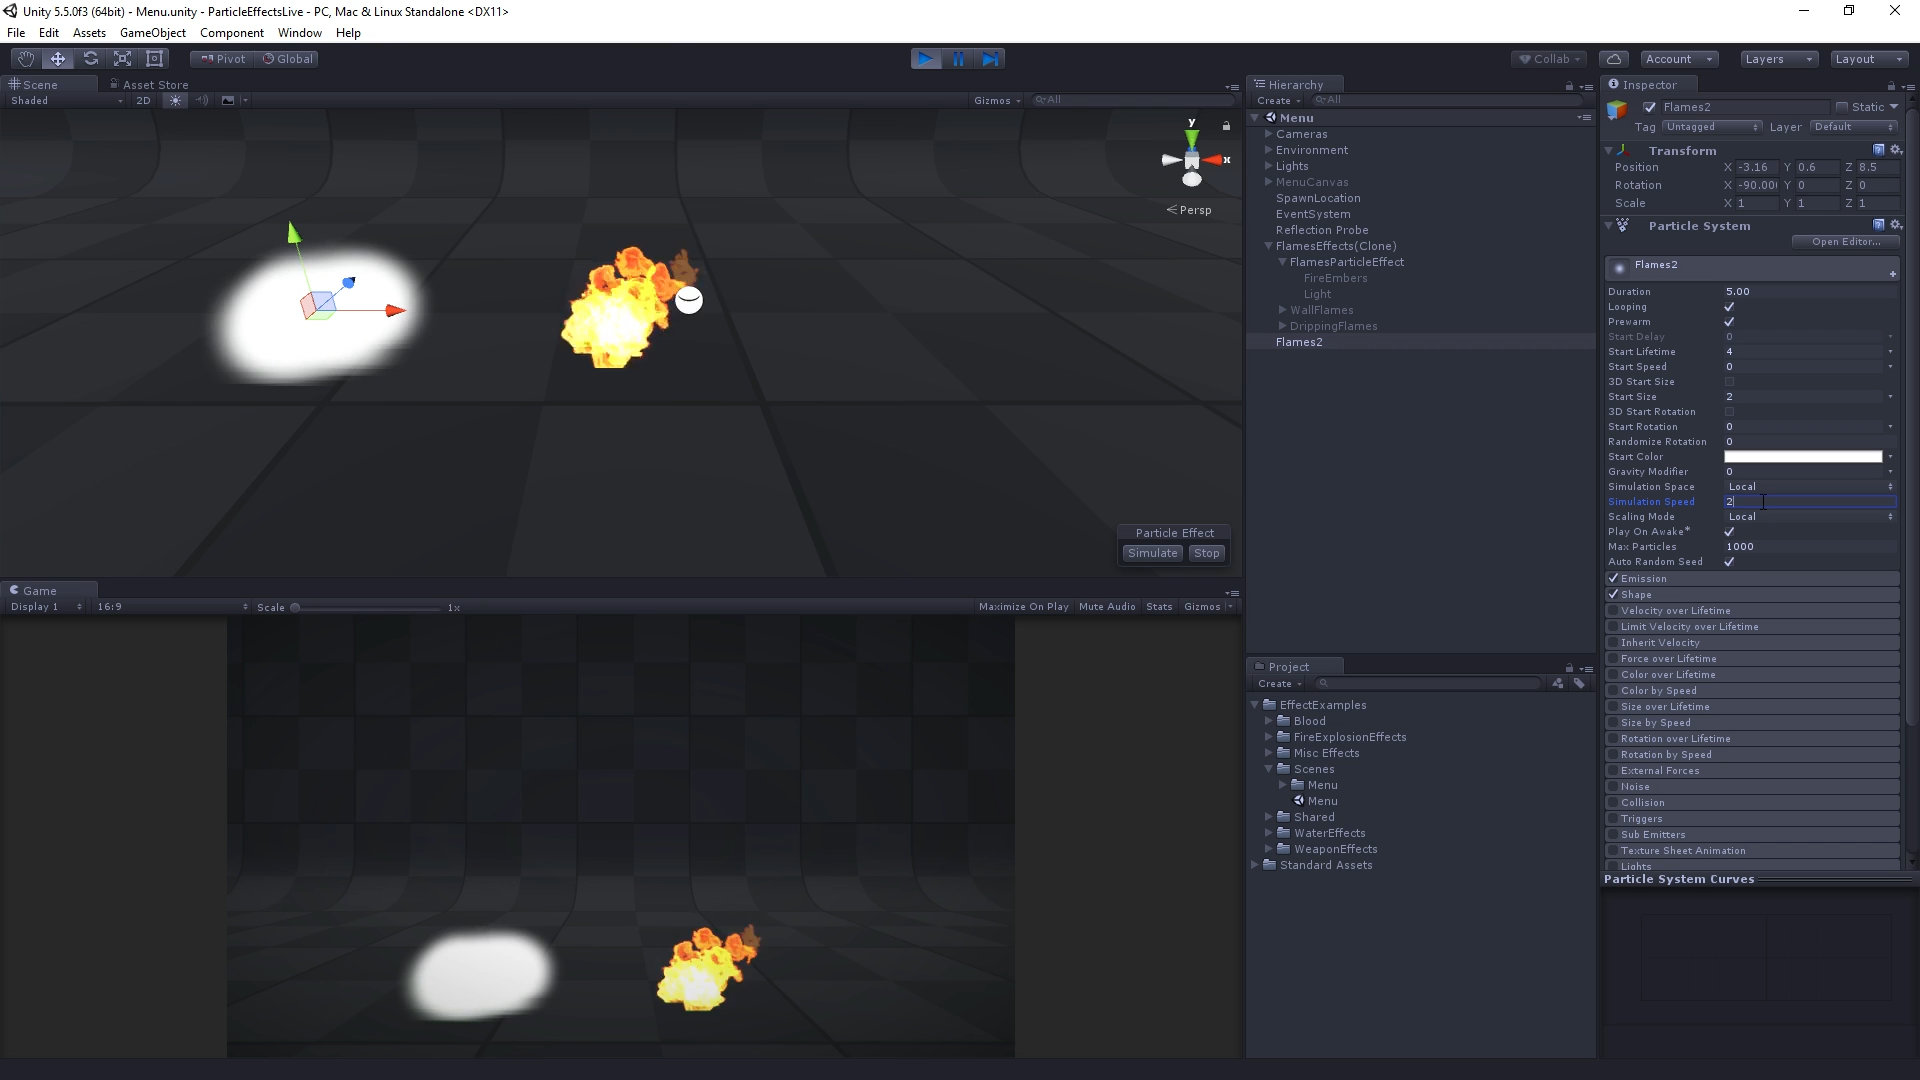 Unity 5.5.0f3 (64bit) - Menu.unity - ParticleEffectsLive - PC, Mac & Linux Standalone <DX11>
File Edit Assets GameObject Component Window Help
Pivot Global Collab Account Layers Layout
Scene Asset Store
Shaded 2D Gizmos All
y
x
Persp
Particle Effect
Simulate Stop
Game
Display 1 16:9 Scale 1x Maximize On Play Mute Audio Stats Gizmos
Hierarchy
Create All
Menu
Cameras
Environment
Lights
MenuCanvas
SpawnLocation
EventSystem
Reflection Probe
FlamesEffects(Clone)
FlamesParticleEffect
FireEmbers
Light
WallFlames
DrippingFlames
Flames2
Project
Create
EffectExamples
Blood
FireExplosionEffects
Misc Effects
Scenes
Menu
Menu
Shared
WaterEffects
WeaponEffects
Standard Assets
Inspector
Flames2 Static
Tag Untagged Layer Default
Transform
Position X -3.16 Y 0.6 Z 8.5
Rotation X -90.00 Y 0 Z 0
Scale X 1 Y 1 Z 1
Particle System
Open Editor...
Flames2
Duration 5.00
Looping
Prewarm
Start Delay 0
Start Lifetime 4
Start Speed 0
3D Start Size
Start Size 2
3D Start Rotation
Start Rotation 0
Randomize Rotation 0
Start Color
Gravity Modifier 0
Simulation Space Local
Simulation Speed 2
Scaling Mode Local
Play On Awake*
Max Particles 1000
Auto Random Seed
Emission
Shape
Velocity over Lifetime
Limit Velocity over Lifetime
Inherit Velocity
Force over Lifetime
Color over Lifetime
Color by Speed
Size over Lifetime
Size by Speed
Rotation over Lifetime
Rotation by Speed
External Forces
Noise
Collision
Triggers
Sub Emitters
Texture Sheet Animation
Lights
Particle System Curves